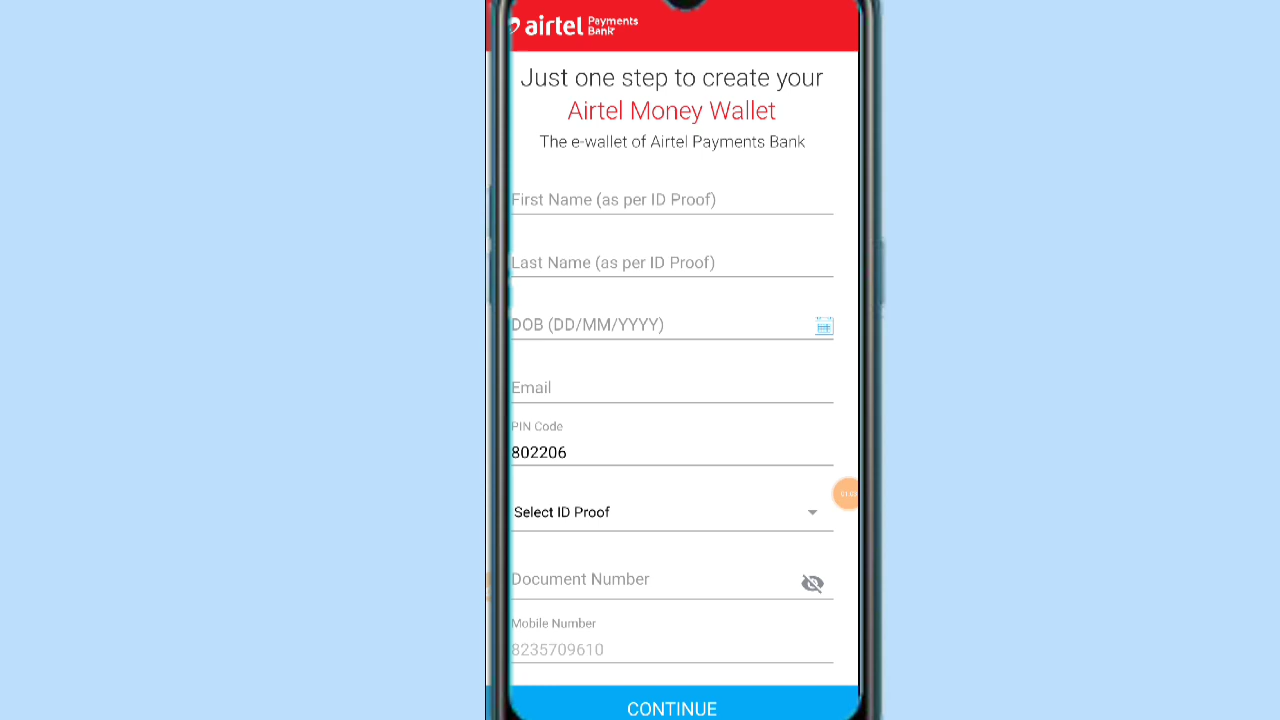 airtel Payments Bank
Just one step to create your
Airtel Money Wallet
The e-wallet of Airtel Payments Bank
First Name (as per ID Proof)
Last Name (as per ID Proof)
DOB (DD/MM/YYYY)
Email
PIN Code
802206
Select ID Proof
Document Number
Mobile Number
8235709610
CONTINUE